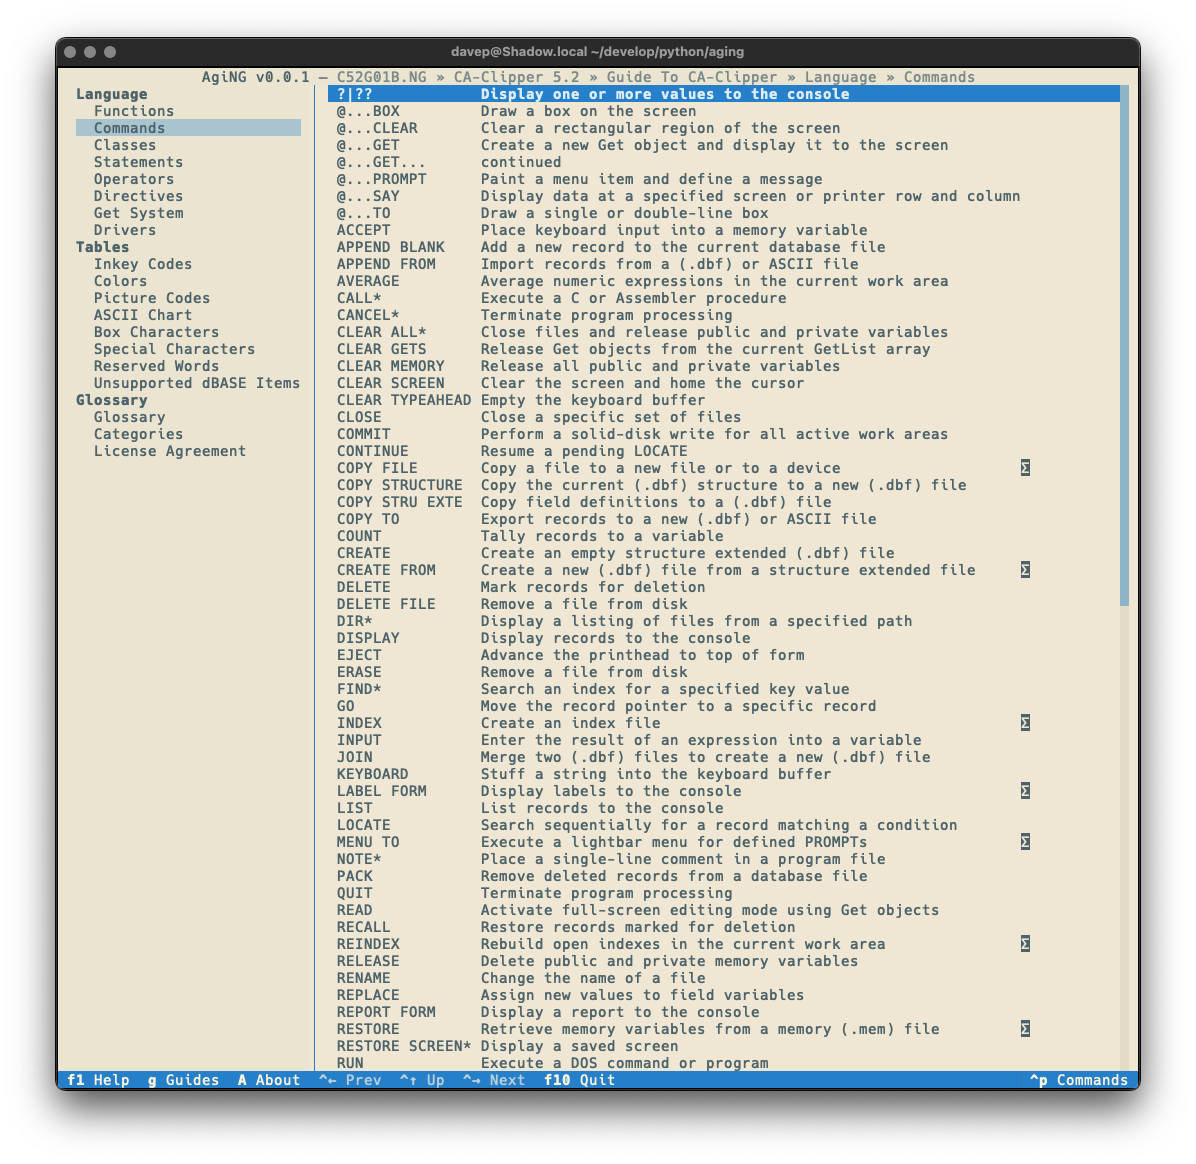 davep@Shadow.local ~/develop/python/aging
AgiNG v0.0.1 — C52G01B.NG » CA-Clipper 5.2 » Guide To CA-Clipper » Language » Commands
Language
Functions
Commands
Classes
Statements
Operators
Directives
Get System
Drivers
Tables
Inkey Codes
Colors
Picture Codes
ASCII Chart
Box Characters
Special Characters
Reserved Words
Unsupported dBASE Items
Glossary
Glossary
Categories
License Agreement
?|?? Display one or more values to the console
@...BOX Draw a box on the screen
@...CLEAR Clear a rectangular region of the screen
@...GET Create a new Get object and display it to the screen
@...GET... continued
@...PROMPT Paint a menu item and define a message
@...SAY Display data at a specified screen or printer row and column
@...TO Draw a single or double-line box
ACCEPT Place keyboard input into a memory variable
APPEND BLANK Add a new record to the current database file
APPEND FROM Import records from a (.dbf) or ASCII file
AVERAGE Average numeric expressions in the current work area
CALL* Execute a C or Assembler procedure
CANCEL* Terminate program processing
CLEAR ALL* Close files and release public and private variables
CLEAR GETS Release Get objects from the current GetList array
CLEAR MEMORY Release all public and private variables
CLEAR SCREEN Clear the screen and home the cursor
CLEAR TYPEAHEAD Empty the keyboard buffer
CLOSE Close a specific set of files
COMMIT Perform a solid-disk write for all active work areas
CONTINUE Resume a pending LOCATE
COPY FILE Copy a file to a new file or to a device Σ
COPY STRUCTURE Copy the current (.dbf) structure to a new (.dbf) file
COPY STRU EXTE Copy field definitions to a (.dbf) file
COPY TO Export records to a new (.dbf) or ASCII file
COUNT Tally records to a variable
CREATE Create an empty structure extended (.dbf) file
CREATE FROM Create a new (.dbf) file from a structure extended file Σ
DELETE Mark records for deletion
DELETE FILE Remove a file from disk
DIR* Display a listing of files from a specified path
DISPLAY Display records to the console
EJECT Advance the printhead to top of form
ERASE Remove a file from disk
FIND* Search an index for a specified key value
GO Move the record pointer to a specific record
INDEX Create an index file Σ
INPUT Enter the result of an expression into a variable
JOIN Merge two (.dbf) files to create a new (.dbf) file
KEYBOARD Stuff a string into the keyboard buffer
LABEL FORM Display labels to the console Σ
LIST List records to the console
LOCATE Search sequentially for a record matching a condition
MENU TO Execute a lightbar menu for defined PROMPTs Σ
NOTE* Place a single-line comment in a program file
PACK Remove deleted records from a database file
QUIT Terminate program processing
READ Activate full-screen editing mode using Get objects
RECALL Restore records marked for deletion
REINDEX Rebuild open indexes in the current work area Σ
RELEASE Delete public and private memory variables
RENAME Change the name of a file
REPLACE Assign new values to field variables
REPORT FORM Display a report to the console
RESTORE Retrieve memory variables from a memory (.mem) file Σ
RESTORE SCREEN* Display a saved screen
RUN Execute a DOS command or program
f1 Help g Guides A About ^← Prev ^↑ Up ^→ Next f10 Quit ^p Commands